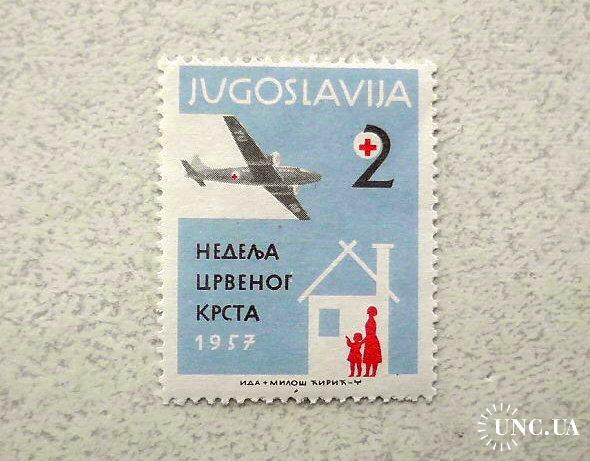 JUGOSLAVIJA
2
НЕДЕЉА
ЦРВЕНОГ
КРСТА
1957
ИДА + МИЛОШ ЋИРИЋ
UNC.UA